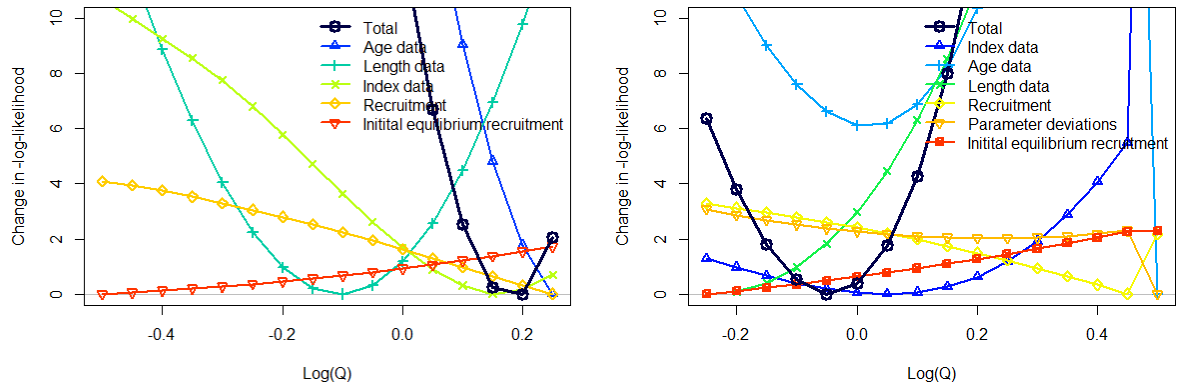 Change in -log-likelihood
10
8
6
4
2
0
-0.4
-0.2
0.0
0.2
Log(Q)
Total
Age data
Length data
Index data
Recruitment
Initital equilibrium recruitment
Change in -log-likelihood
10
8
6
4
2
0
-0.2
0.0
0.2
0.4
Log(Q)
Total
Index data
Age data
Length data
Recruitment
Parameter deviations
Initital equilibrium recruitment